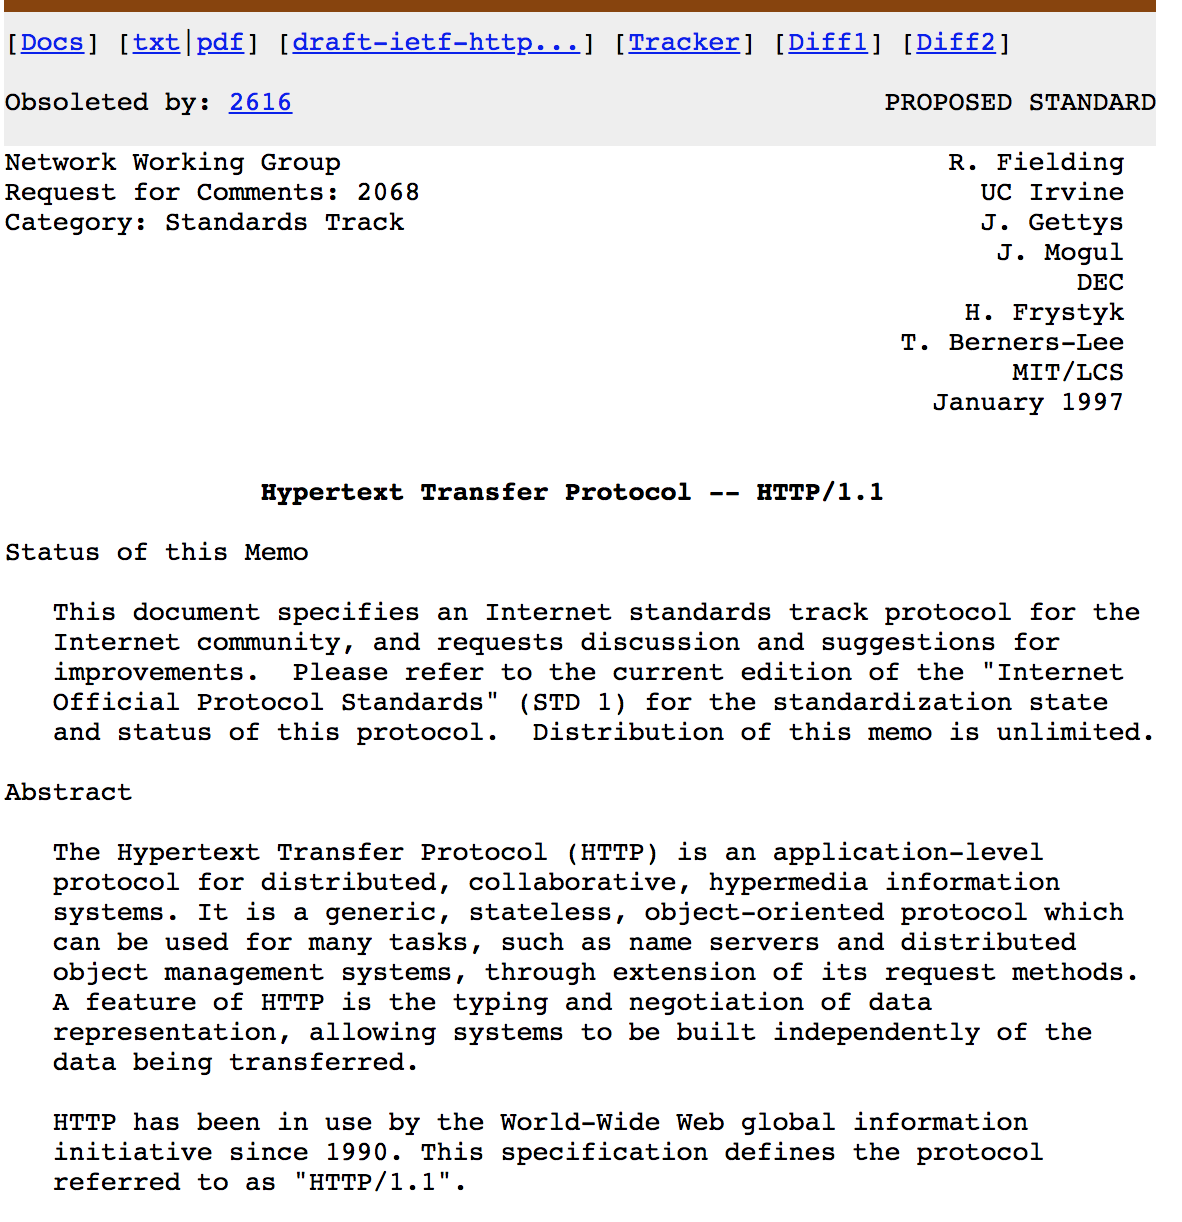 [Docs] [txt|pdf] [draft-ietf-http...] [Tracker] [Diff1] [Diff2]
Obsoleted by: 2616 PROPOSED STANDARD
Network Working Group R. Fielding
Request for Comments: 2068 UC Irvine
Category: Standards Track J. Gettys
J. Mogul
DEC
H. Frystyk
T. Berners-Lee
MIT/LCS
January 1997
Hypertext Transfer Protocol -- HTTP/1.1
Status of this Memo
This document specifies an Internet standards track protocol for the
Internet community, and requests discussion and suggestions for
improvements.  Please refer to the current edition of the "Internet
Official Protocol Standards" (STD 1) for the standardization state
and status of this protocol.  Distribution of this memo is unlimited.
Abstract
The Hypertext Transfer Protocol (HTTP) is an application-level
protocol for distributed, collaborative, hypermedia information
systems. It is a generic, stateless, object-oriented protocol which
can be used for many tasks, such as name servers and distributed
object management systems, through extension of its request methods.
A feature of HTTP is the typing and negotiation of data
representation, allowing systems to be built independently of the
data being transferred.
HTTP has been in use by the World-Wide Web global information
initiative since 1990. This specification defines the protocol
referred to as "HTTP/1.1".